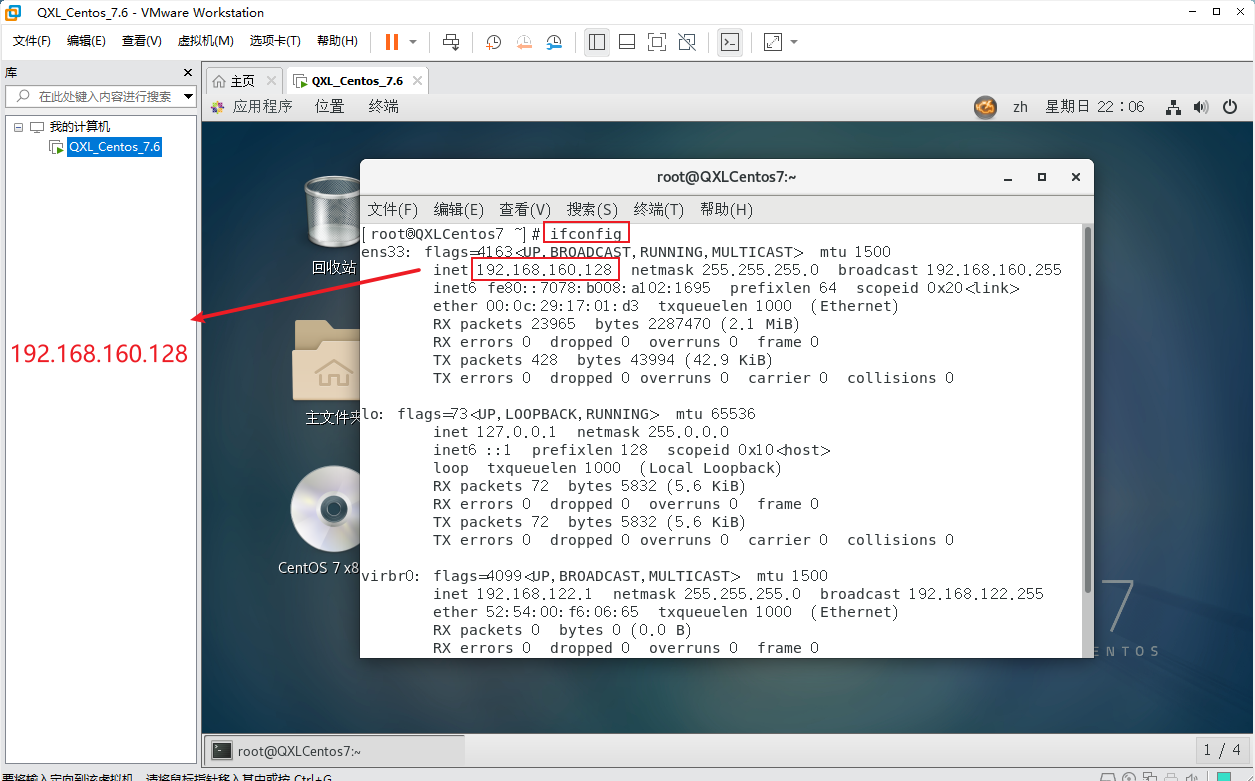 QXL_Centos_7.6 - VMware Workstation
文件(F) 编辑(E) 查看(V) 虚拟机(M) 选项卡(T) 帮助(H)
库
在此处键入内容进行搜索
我的计算机
QXL_Centos_7.6
192.168.160.128
主页
QXL_Centos_7.6
应用程序 位置 终端
zh 星期日 22：06
回收站
主文件夹
CentOS 7 x8
root@QXLCentos7:~
文件(F) 编辑(E) 查看(V) 搜索(S) 终端(T) 帮助(H)
[root@QXLCentos7 ~]# ifconfig
ens33: flags=4163<UP,BROADCAST,RUNNING,MULTICAST>  mtu 1500
inet 192.168.160.128  netmask 255.255.255.0  broadcast 192.168.160.255
inet6 fe80::7078:b008:a102:1695  prefixlen 64  scopeid 0x20<link>
ether 00:0c:29:17:01:d3  txqueuelen 1000  (Ethernet)
RX packets 23965  bytes 2287470 (2.1 MiB)
RX errors 0  dropped 0  overruns 0  frame 0
TX packets 428  bytes 43994 (42.9 KiB)
TX errors 0  dropped 0 overruns 0  carrier 0  collisions 0
lo: flags=73<UP,LOOPBACK,RUNNING>  mtu 65536
inet 127.0.0.1  netmask 255.0.0.0
inet6 ::1  prefixlen 128  scopeid 0x10<host>
loop  txqueuelen 1000  (Local Loopback)
RX packets 72  bytes 5832 (5.6 KiB)
RX errors 0  dropped 0  overruns 0  frame 0
TX packets 72  bytes 5832 (5.6 KiB)
TX errors 0  dropped 0 overruns 0  carrier 0  collisions 0
virbr0: flags=4099<UP,BROADCAST,MULTICAST>  mtu 1500
inet 192.168.122.1  netmask 255.255.255.0  broadcast 192.168.122.255
ether 52:54:00:f6:06:65  txqueuelen 1000  (Ethernet)
RX packets 0  bytes 0 (0.0 B)
RX errors 0  dropped 0  overruns 0  frame 0
7
ENTOS
root@QXLCentos7:~
1 / 4
要将输入定向到该虚拟机，请将鼠标指针移入其中或按 Ctrl+G。